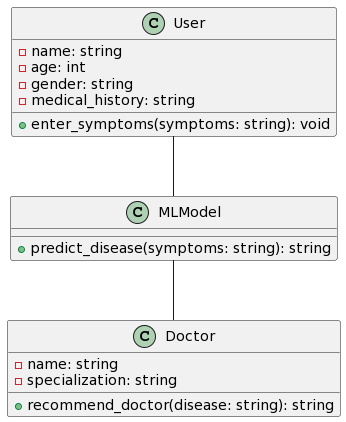 C User
name: string
age: int
gender: string
medical_history: string
enter_symptoms(symptoms: string): void
C MLModel
predict_disease(symptoms: string): string
C Doctor
name: string
specialization: string
recommend_doctor(disease: string): string